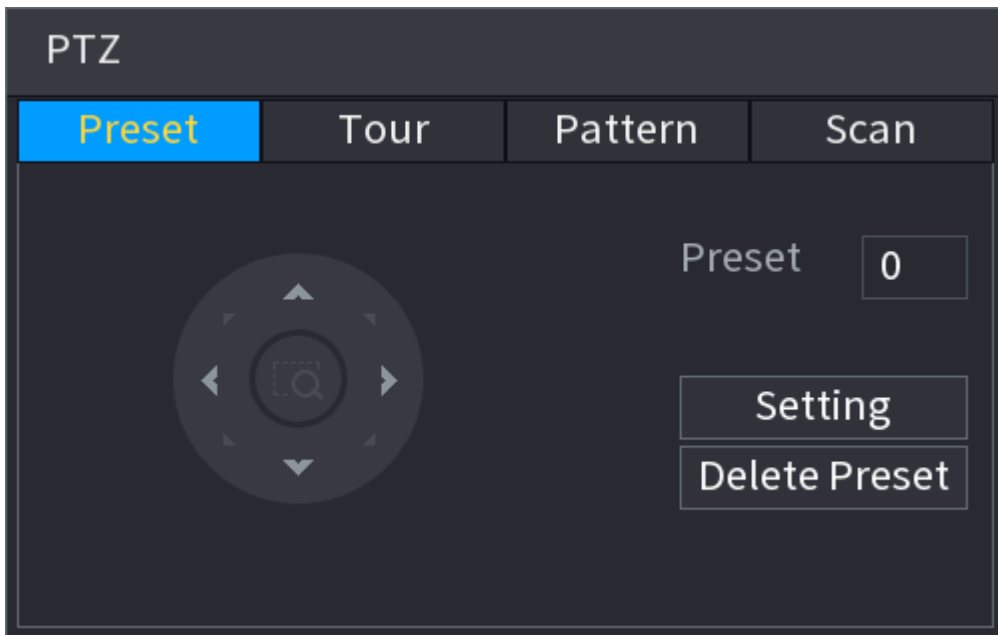 PTZ
Preset Tour Pattern Scan
Preset 0
Setting
Delete Preset